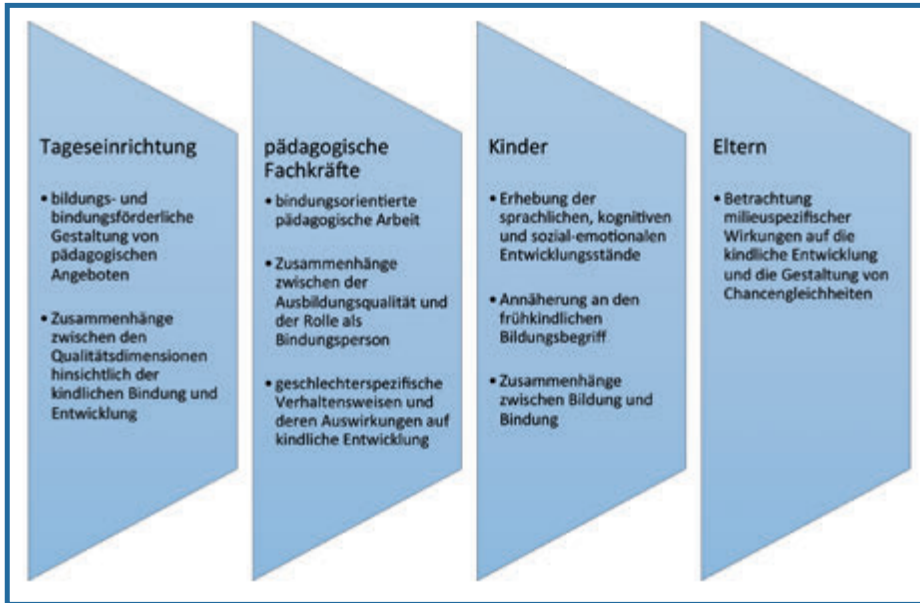 Tageseinrichtung
• bildungs- und
bindungsförderliche
Gestaltung von
pädagogischen
Angeboten
• Zusammenhänge
zwischen den
Qualitätsdimensionen
hinsichtlich der
kindlichen Bindung und
Entwicklung
pädagogische
Fachkräfte
• bindungsorientierte
pädagogische Arbeit
• Zusammenhänge
zwischen der
Ausbildungsqualität und
der Rolle als
Bindungsperson
• geschlechterspezifische
Verhaltensweisen und
deren Auswirkungen auf
kindliche Entwicklung
Kinder
• Erhebung der
sprachlichen, kognitiven
und sozial-emotionalen
Entwicklungsstände
• Annäherung an den
frühkindlichen
Bildungsbegriff
• Zusammenhänge
zwischen Bildung und
Bindung
Eltern
• Betrachtung
milieuspezifischer
Wirkungen auf die
kindliche Entwicklung
und die Gestaltung von
Chancengleichheiten